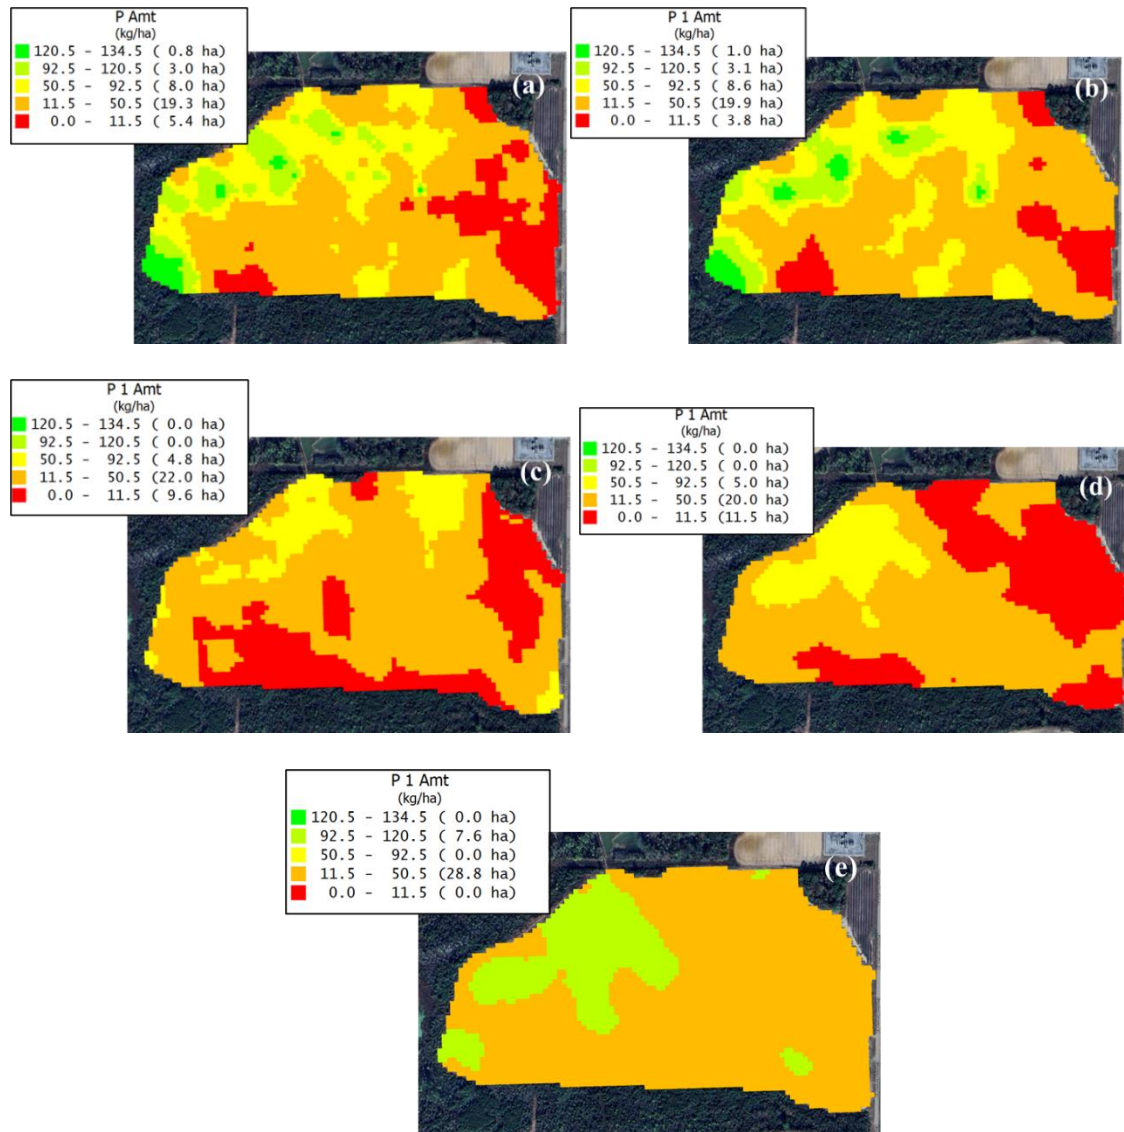 P Amt
(kg/ha)
120.5 - 134.5 ( 0.8 ha)
92.5 - 120.5 ( 3.0 ha)
50.5 - 92.5 ( 8.0 ha)
11.5 - 50.5 (19.3 ha)
0.0 - 11.5 ( 5.4 ha)
(a)
P 1 Amt
(kg/ha)
120.5 - 134.5 ( 1.0 ha)
92.5 - 120.5 ( 3.1 ha)
50.5 - 92.5 ( 8.6 ha)
11.5 - 50.5 (19.9 ha)
0.0 - 11.5 ( 3.8 ha)
(b)
P 1 Amt
(kg/ha)
120.5 - 134.5 ( 0.0 ha)
92.5 - 120.5 ( 0.0 ha)
50.5 - 92.5 ( 4.8 ha)
11.5 - 50.5 (22.0 ha)
0.0 - 11.5 ( 9.6 ha)
(c)
P 1 Amt
(kg/ha)
120.5 - 134.5 ( 0.0 ha)
92.5 - 120.5 ( 0.0 ha)
50.5 - 92.5 ( 5.0 ha)
11.5 - 50.5 (20.0 ha)
0.0 - 11.5 (11.5 ha)
(d)
P 1 Amt
(kg/ha)
120.5 - 134.5 ( 0.0 ha)
92.5 - 120.5 ( 7.6 ha)
50.5 - 92.5 ( 0.0 ha)
11.5 - 50.5 (28.8 ha)
0.0 - 11.5 ( 0.0 ha)
(e)